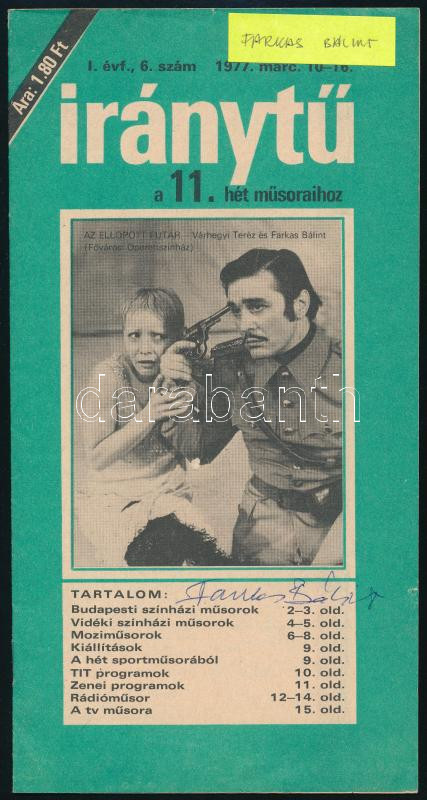 FARKAS BÁLINT
Ára: 1.80 Ft
I. évf., 6. szám 1977. márc. 10–16.
iránytű
a 11. hét műsoraihoz
AZ ELLOPOTT FUTÁR Várhegyi Teréz és Farkas Bálint
(Fővárosi Operettszínház)
darabanth
TARTALOM: Farkas Bálint
Budapesti színházi műsorok 2–3. old.
Vidéki színházi műsorok 4–5. old.
Moziműsorok 6–8. old.
Kiállítások 9. old.
A hét sportműsorából 9. old.
TIT programok 10. old.
Zenei programok 11. old.
Rádióműsor 12–14. old.
A tv műsora 15. old.